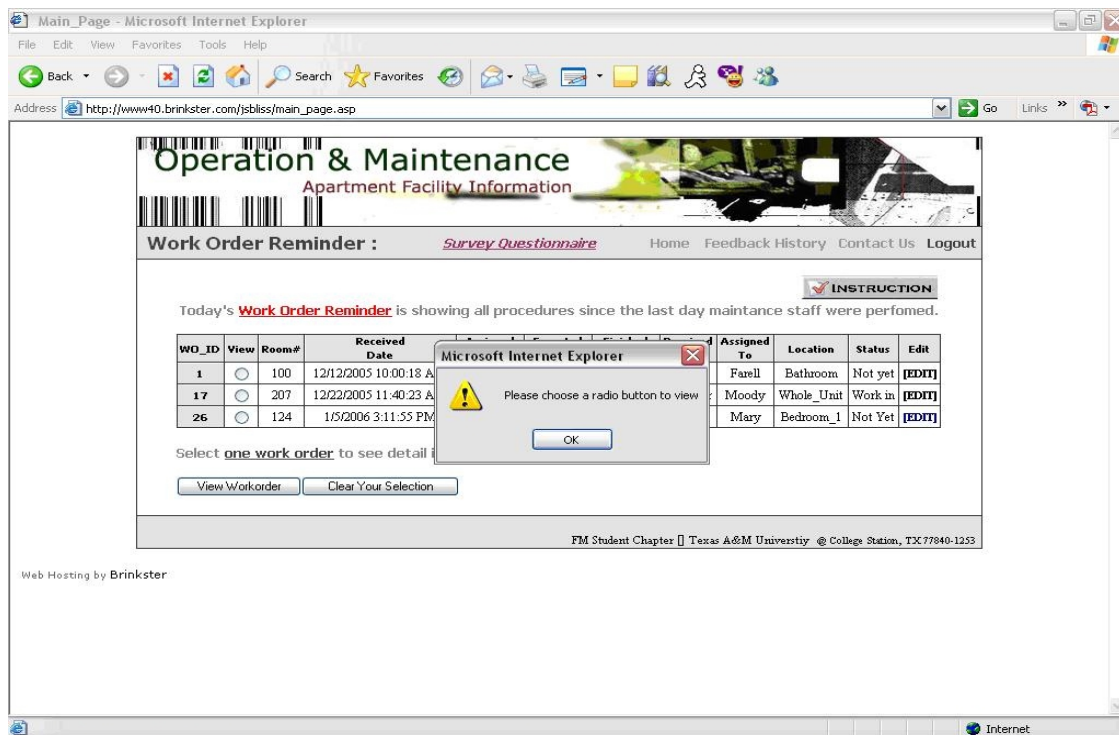 Main_Page - Microsoft Internet Explorer
File Edit View Favorites Tools Help
Back Search Favorites
Address http://www40.brinkster.com/jsbliss/main_page.asp Go Links »
Operation & Maintenance
Apartment Facility Information
Work Order Reminder : Survey Questionnaire Home Feedback History Contact Us Logout
INSTRUCTION
Today's Work Order Reminder is showing all procedures since the last day maintance staff were perfomed.
WO_ID View Room# Received Date Assigned To Location Status Edit
1 100 12/12/2005 10:00:18 A Farell Bathroom Not yet [EDIT]
17 207 12/22/2005 11:40:23 A Moody Whole_Unit Work in [EDIT]
26 124 1/5/2006 3:11:55 PM Mary Bedroom_1 Not Yet [EDIT]
Microsoft Internet Explorer
Please choose a radio button to view
OK
Select one work order to see detail
View Workorder Clear Your Selection
FM Student Chapter [] Texas A&M Universtiy @ College Station, TX 77840-1253
Web Hosting by Brinkster
Internet